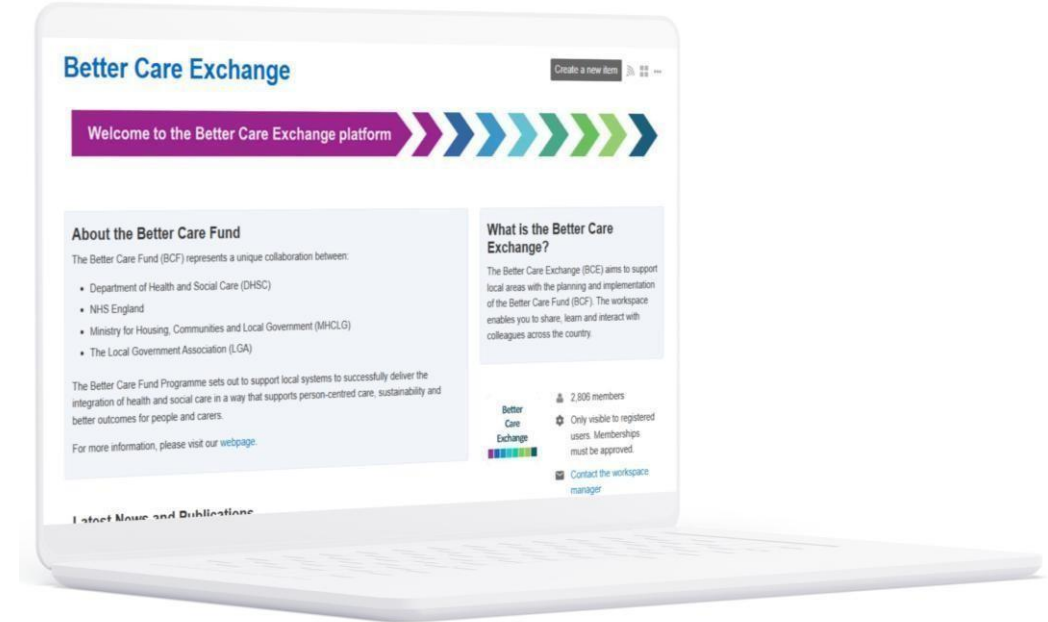 Better Care Exchange
Create a new item
Welcome to the Better Care Exchange platform
About the Better Care Fund
The Better Care Fund (BCF) represents a unique collaboration between:
• Department of Health and Social Care (DHSC)
• NHS England
• Ministry for Housing, Communities and Local Government (MHCLG)
• The Local Government Association (LGA)
The Better Care Fund Programme sets out to support local systems to successfully deliver the
integration of health and social care in a way that supports person-centred care, sustainability and
better outcomes for people and carers.
For more information, please visit our webpage.
What is the Better Care
Exchange?
The Better Care Exchange (BCE) aims to support
local areas with the planning and implementation
of the Better Care Fund (BCF). The workspace
enables you to share, learn and interact with
colleagues across the country.
Better
Care
Exchange
2,806 members
Only visible to registered
users. Memberships
must be approved.
Contact the workspace
manager
Latest News and Publications